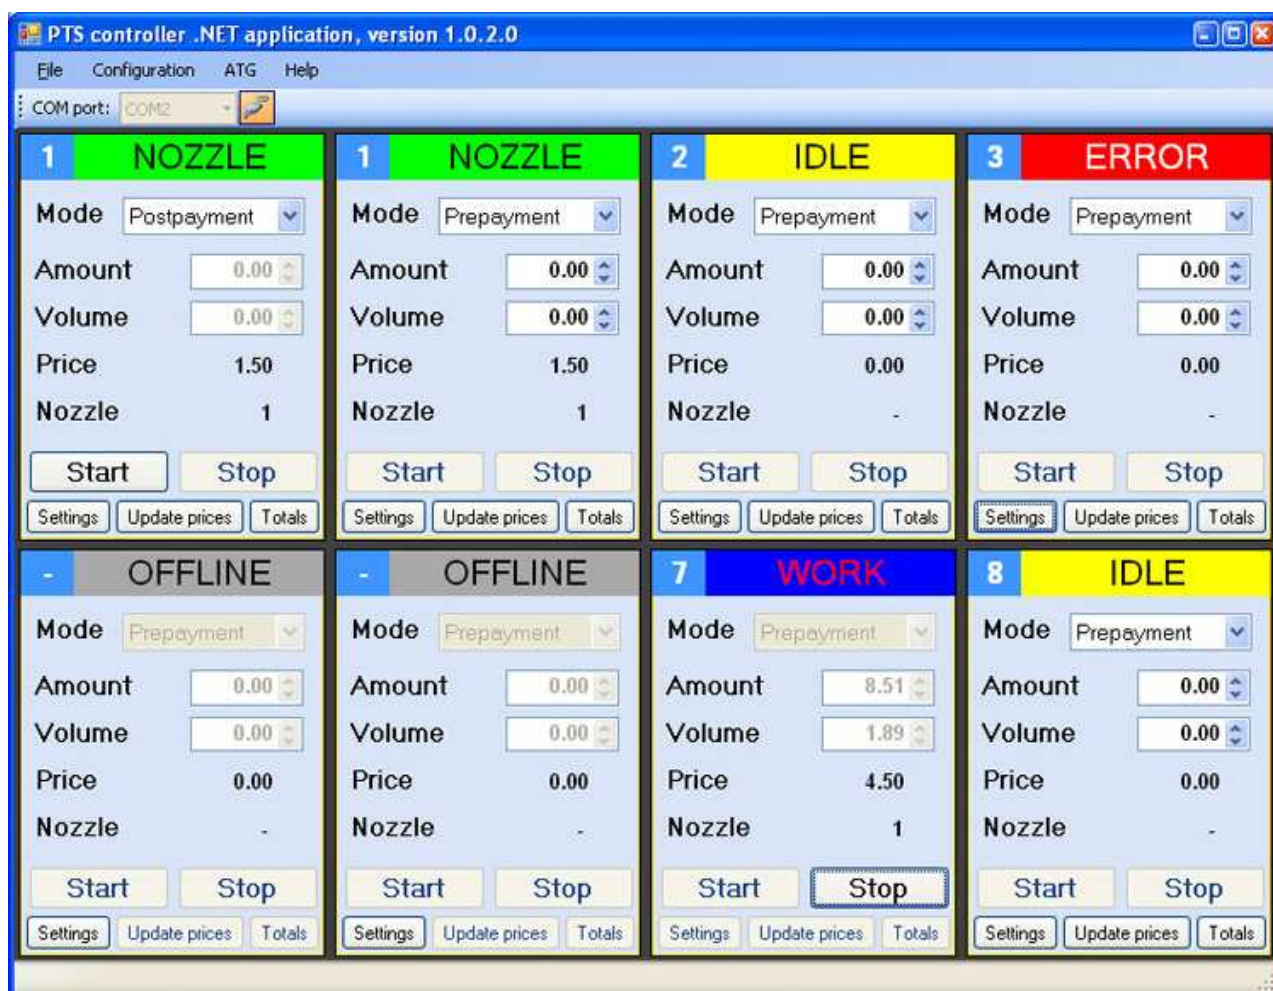 PTS controller .NET application, version 1.0.2.0
File Configuration ATG Help
COM port: COM2
1 NOZZLE 1 NOZZLE 2 IDLE 3 ERROR
Mode Postpayment Mode Prepayment Mode Prepayment Mode Prepayment
Amount 0.00 Amount 0.00 Amount 0.00 Amount 0.00
Volume 0.00 Volume 0.00 Volume 0.00 Volume 0.00
Price 1.50 Price 1.50 Price 0.00 Price 0.00
Nozzle 1 Nozzle 1 Nozzle - Nozzle -
Start Stop Start Stop Start Stop Start Stop
Settings Update prices Totals Settings Update prices Totals Settings Update prices Totals Settings Update prices Totals
- OFFLINE - OFFLINE 7 WORK 8 IDLE
Mode Prepayment Mode Prepayment Mode Prepayment Mode Prepayment
Amount 0.00 Amount 0.00 Amount 8.51 Amount 0.00
Volume 0.00 Volume 0.00 Volume 1.89 Volume 0.00
Price 0.00 Price 0.00 Price 4.50 Price 0.00
Nozzle - Nozzle - Nozzle 1 Nozzle -
Start Stop Start Stop Start Stop Start Stop
Settings Update prices Totals Settings Update prices Totals Settings Update prices Totals Settings Update prices Totals